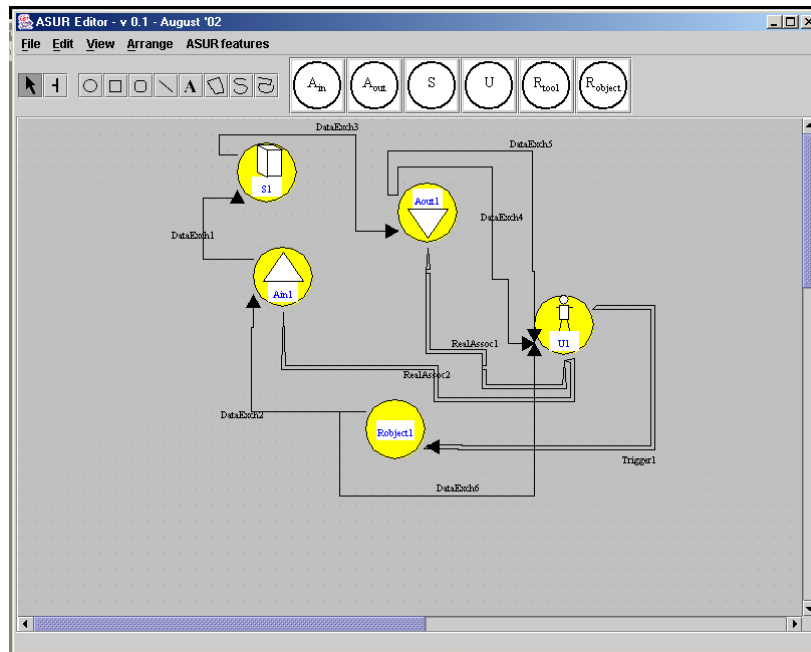 ASUR Editor - v 0.1 - August '02
File Edit View Arrange ASUR features
A
Ain Aout S U Rtool Robject
DataExch3
DataExch5
S1
Aout1
DataExch4
DataExch1
Ain1
U1
RealAssoc1
RealAssoc2
DataExch2
Robject1
Trigger1
DataExch6